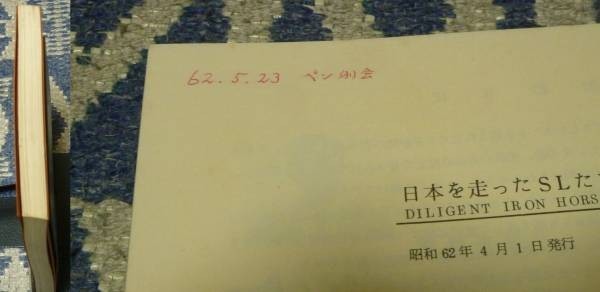 62.5.23 ペン別会
日本を走ったSLた
DILIGENT IRON HORS
昭和62年4月1日発行